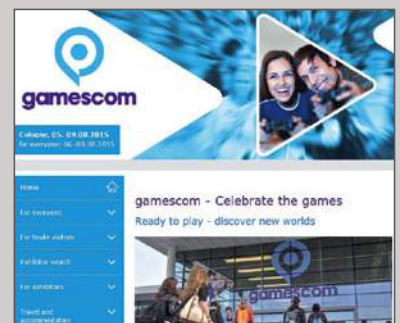 gamescom
Cologne, 05.-09.08.2015
for everyone: 06.-09.08.2015
Home
For everyone
For trade visitors
Exhibitor search
For exhibitors
Travel and
accommodation
gamescom - Celebrate the games
Ready to play - discover new worlds
gamescom